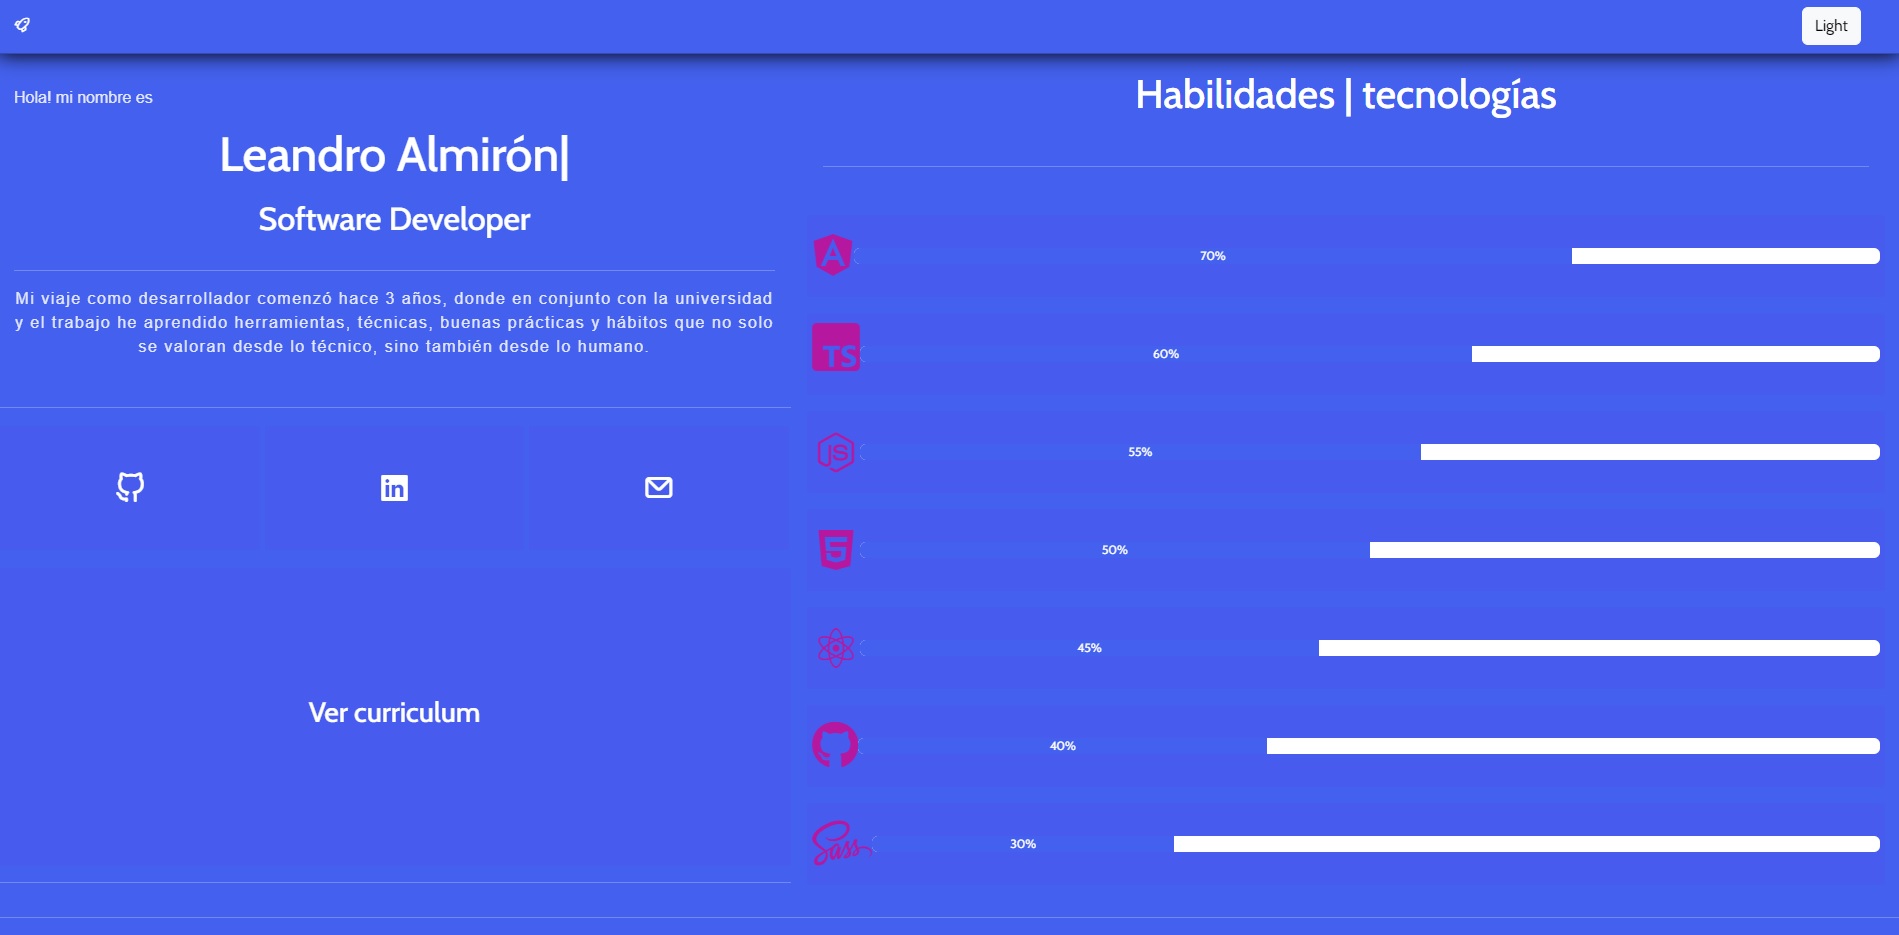 Light
Hola! mi nombre es
Leandro Almirón|
Software Developer
Mi viaje como desarrollador comenzó hace 3 años, donde en conjunto con la universidad
y el trabajo he aprendido herramientas, técnicas, buenas prácticas y hábitos que no solo
se valoran desde lo técnico, sino también desde lo humano.
in
Ver curriculum
Habilidades | tecnologías
A
70%
TS
60%
JS
55%
5
50%
45%
40%
Sass
30%